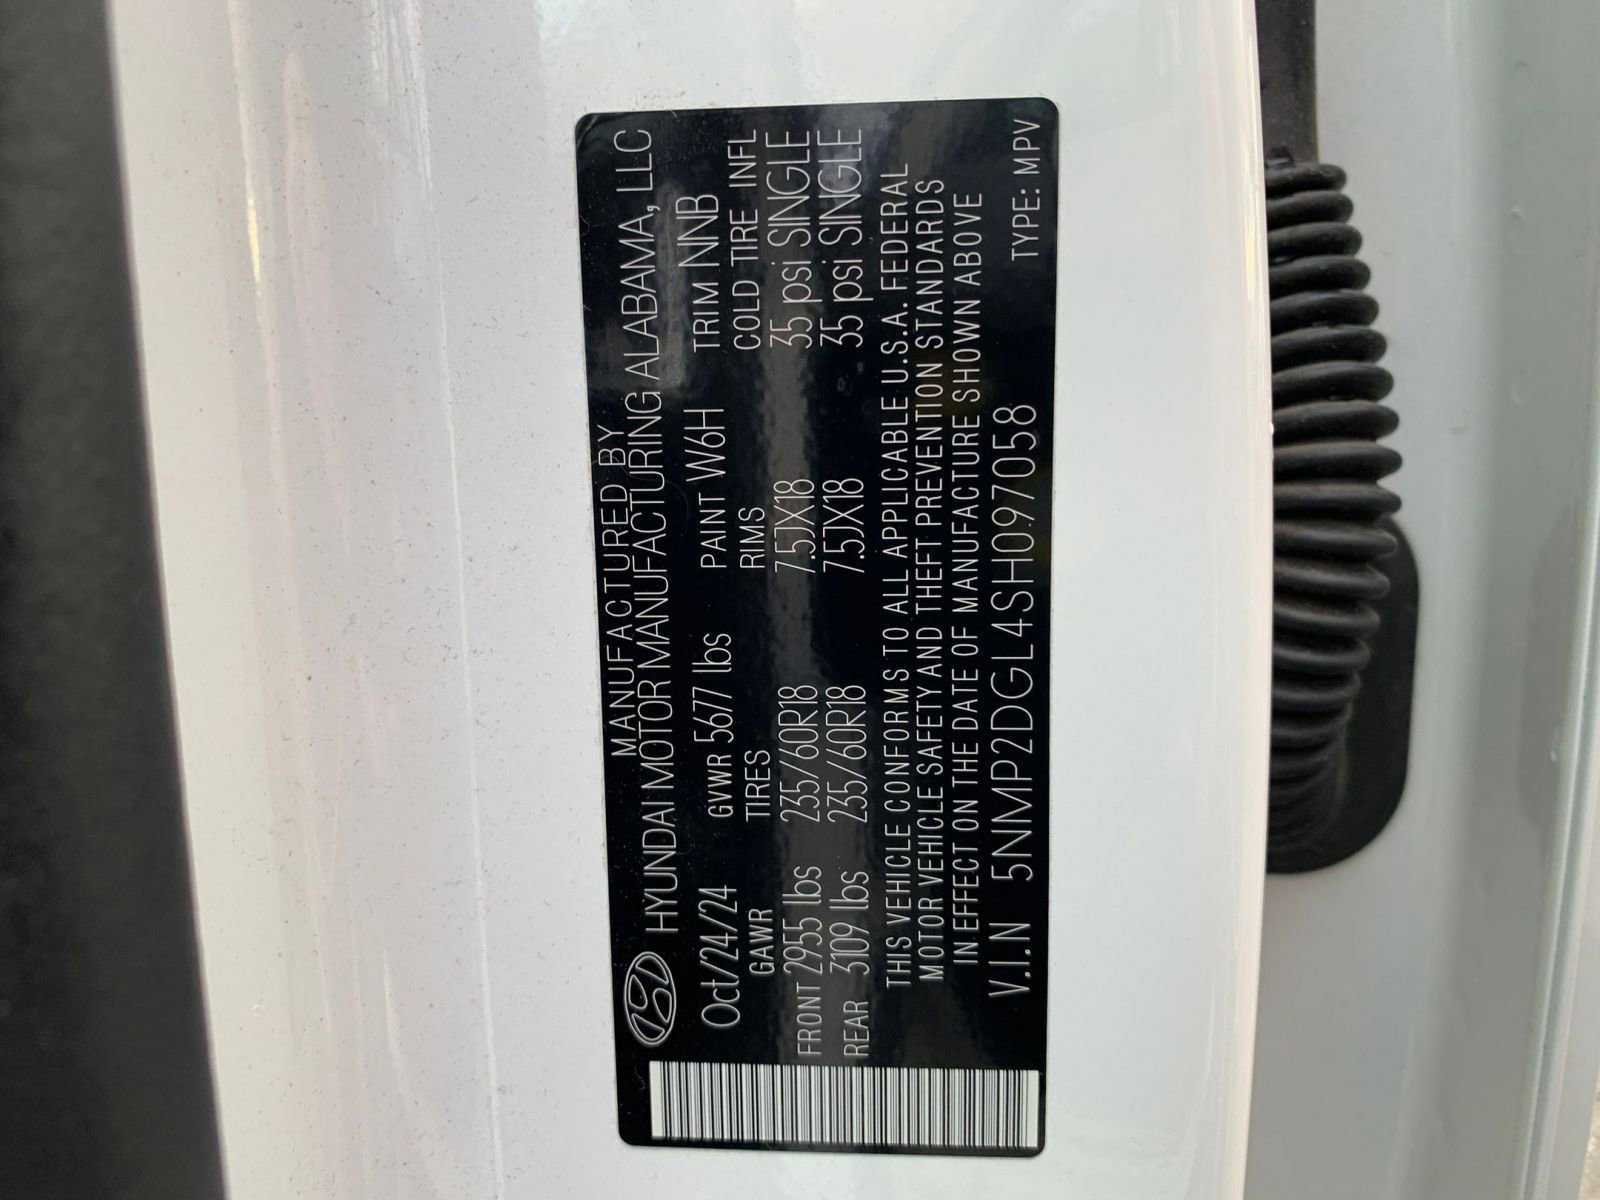 MANUFACTURED BY
HYUNDAI MOTOR MANUFACTURING ALABAMA, LLC
Oct/24/24 GVWR 5677 lbs PAINT W6H TRIM NNB
GAWR TIRES RIMS COLD TIRE INFL
FRONT 2955 lbs 235/60R18 7.5JX18 35 psi SINGLE
REAR 3109 lbs 235/60R18 7.5JX18 35 psi SINGLE
THIS VEHICLE CONFORMS TO ALL APPLICABLE U.S.A. FEDERAL
MOTOR VEHICLE SAFETY AND THEFT PREVENTION STANDARDS
IN EFFECT ON THE DATE OF MANUFACTURE SHOWN ABOVE
V.I.N 5NMP2DGL4SH097058 TYPE: MPV